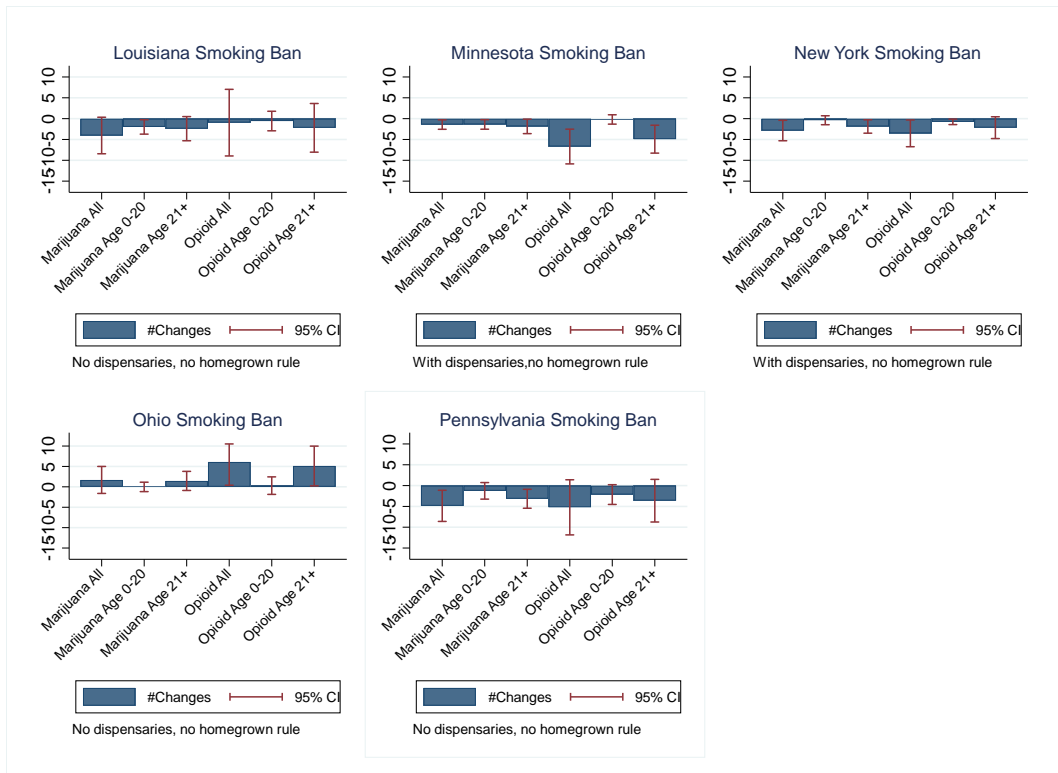 Louisiana Smoking Ban
10
5
0
-5
-10
-15
Marijuana All
Marijuana Age 0-20
Marijuana Age 21+
Opioid All
Opioid Age 0-20
Opioid Age 21+
#Changes 95% CI
No dispensaries, no homegrown rule
Minnesota Smoking Ban
10
5
0
-5
-10
-15
Marijuana All
Marijuana Age 0-20
Marijuana Age 21+
Opioid All
Opioid Age 0-20
Opioid Age 21+
#Changes 95% CI
With dispensaries,no homegrown rule
New York Smoking Ban
10
5
0
-5
-10
-15
Marijuana All
Marijuana Age 0-20
Marijuana Age 21+
Opioid All
Opioid Age 0-20
Opioid Age 21+
#Changes 95% CI
With dispensaries, no homegrown rule
Ohio Smoking Ban
10
5
0
-5
-10
-15
Marijuana All
Marijuana Age 0-20
Marijuana Age 21+
Opioid All
Opioid Age 0-20
Opioid Age 21+
#Changes 95% CI
No dispensaries, no homegrown rule
Pennsylvania Smoking Ban
10
5
0
-5
-10
-15
Marijuana All
Marijuana Age 0-20
Marijuana Age 21+
Opioid All
Opioid Age 0-20
Opioid Age 21+
#Changes 95% CI
No dispensaries, no homegrown rule